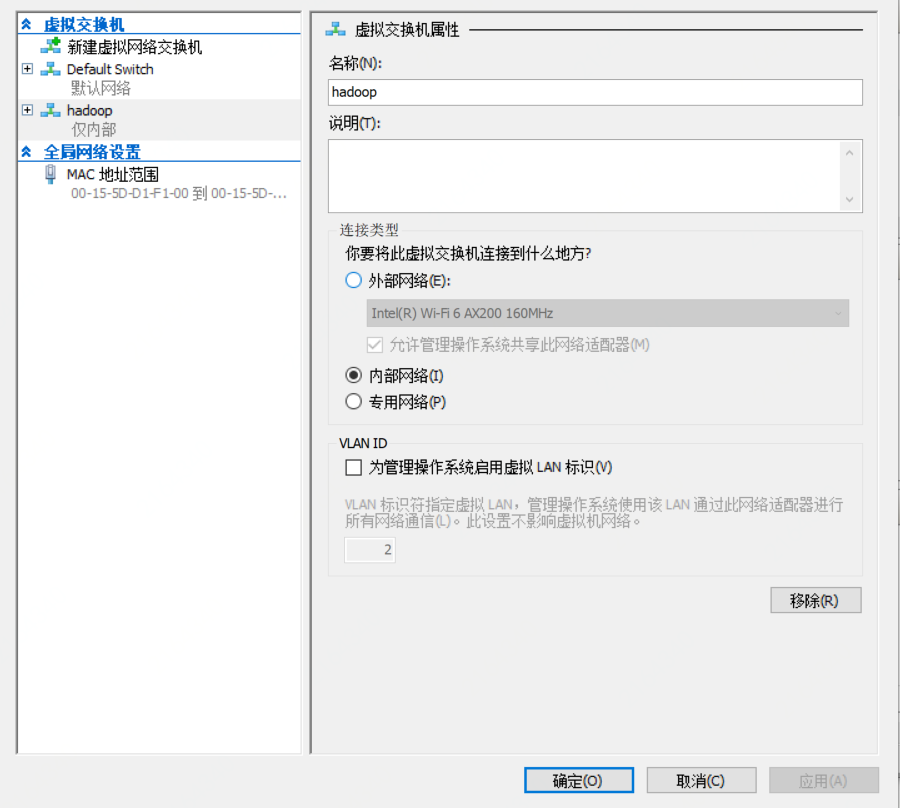 虚拟交换机
新建虚拟网络交换机
Default Switch
默认网络
hadoop
仅内部
全局网络设置
MAC 地址范围
00-15-5D-D1-F1-00 到 00-15-5D-...
虚拟交换机属性
名称(N):
hadoop
说明(T):
连接类型
你要将此虚拟交换机连接到什么地方?
外部网络(E):
Intel(R) Wi-Fi 6 AX200 160MHz
允许管理操作系统共享此网络适配器(M)
内部网络(I)
专用网络(P)
VLAN ID
为管理操作系统启用虚拟 LAN 标识(V)
VLAN 标识符指定虚拟 LAN，管理操作系统使用该 LAN 通过此网络适配器进行
所有网络通信(L)。此设置不影响虚拟机网络。
2
移除(R)
确定(O)
取消(C)
应用(A)